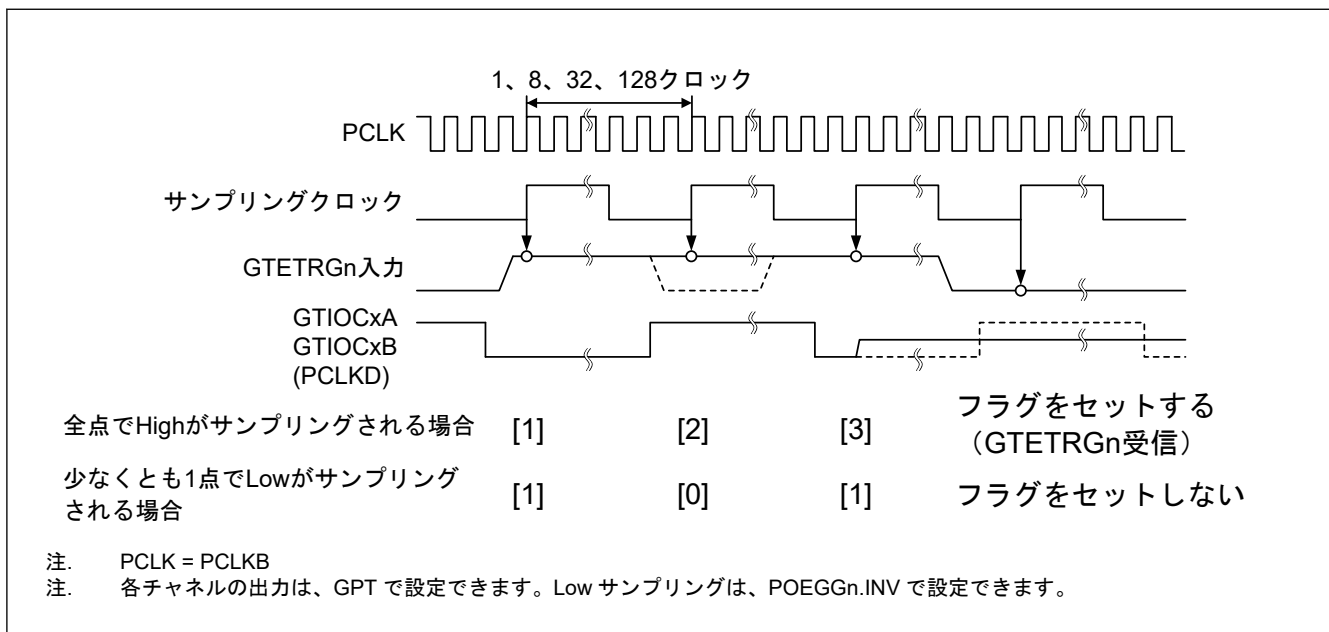 1、8、32、128クロック
PCLK
サンプリングクロック
GTETRGn入力
GTIOCxA
GTIOCxB
(PCLKD)
全点でHighがサンプリングされる場合 [1] [2] [3] フラグをセットする
（GTETRGn受信）
少なくとも1点でLowがサンプリング
される場合 [1] [0] [1] フラグをセットしない
注. PCLK = PCLKB
注. 各チャネルの出力は、GPT で設定できます。Low サンプリングは、POEGGn.INV で設定できます。